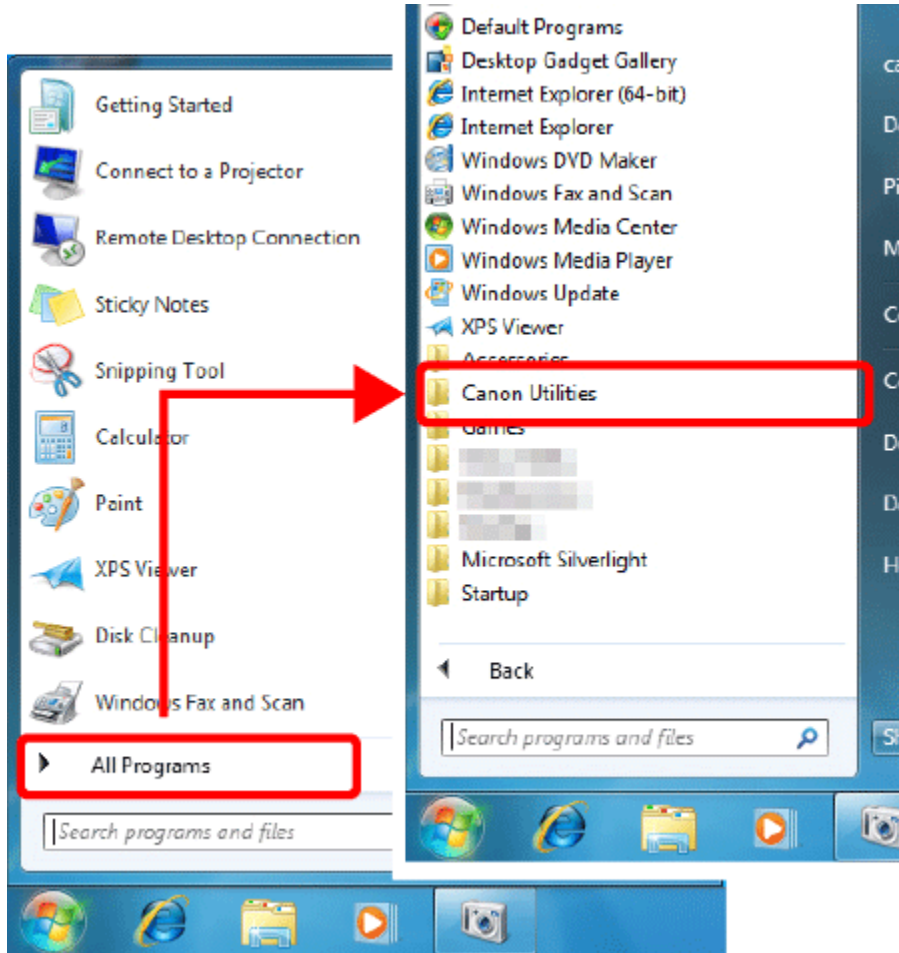 Getting Started
Connect to a Projector
Remote Desktop Connection
Sticky Notes
Snipping Tool
Calculator
Paint
XPS Viewer
Disk Cleanup
Windows Fax and Scan
All Programs
Search programs and files
Default Programs
Desktop Gadget Gallery
Internet Explorer (64-bit)
Internet Explorer
Windows DVD Maker
Windows Fax and Scan
Windows Media Center
Windows Media Player
Windows Update
XPS Viewer
Accessories
Canon Utilities
Games
Microsoft Silverlight
Startup
Back
Search programs and files